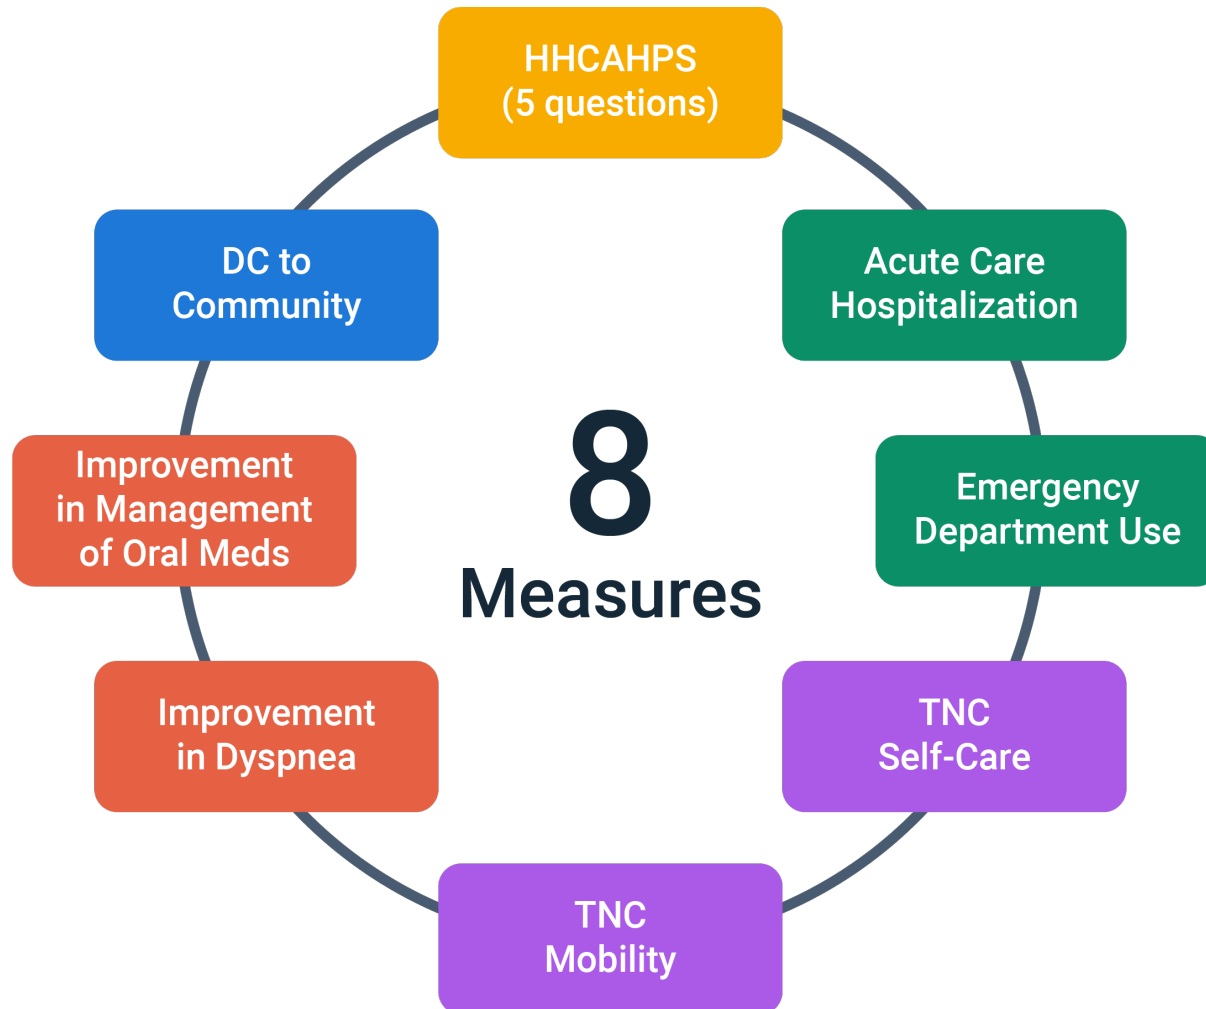 HHCAHPS
(5 questions)
Acute Care
Hospitalization
Emergency
Department Use
TNC
Self-Care
TNC
Mobility
Improvement
in Dyspnea
Improvement
in Management
of Oral Meds
DC to
Community
8
Measures